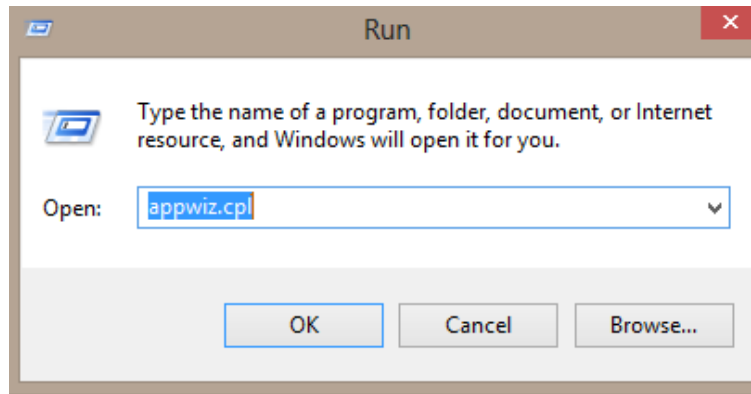 Run
Type the name of a program, folder, document, or Internet
resource, and Windows will open it for you.
Open: appwiz.cpl
OK Cancel Browse...